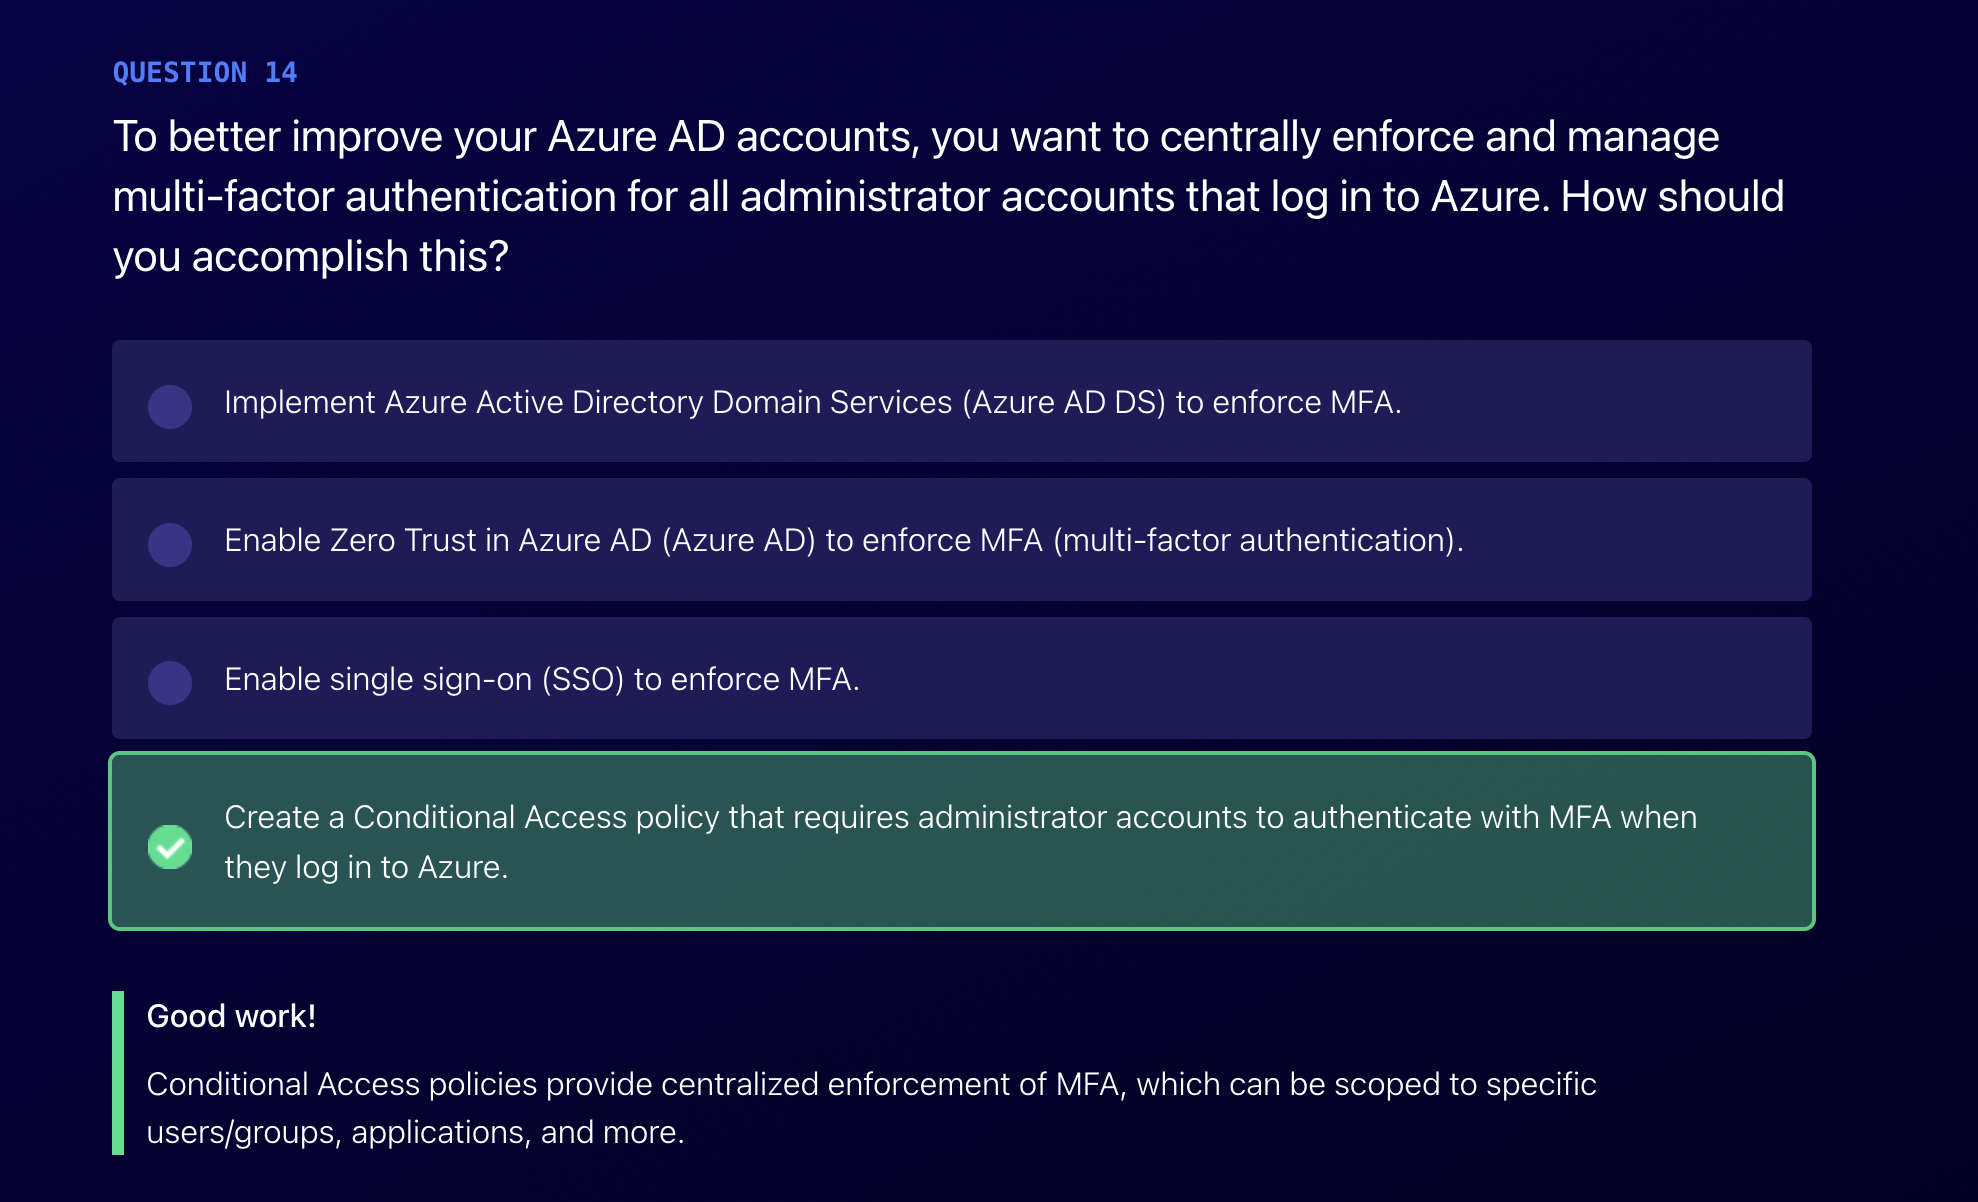 QUESTION 14
To better improve your Azure AD accounts, you want to centrally enforce and manage
multi-factor authentication for all administrator accounts that log in to Azure. How should
you accomplish this?
Implement Azure Active Directory Domain Services (Azure AD DS) to enforce MFA.
Enable Zero Trust in Azure AD (Azure AD) to enforce MFA (multi-factor authentication).
Enable single sign-on (SSO) to enforce MFA.
Create a Conditional Access policy that requires administrator accounts to authenticate with MFA when
they log in to Azure.
Good work!
Conditional Access policies provide centralized enforcement of MFA, which can be scoped to specific
users/groups, applications, and more.